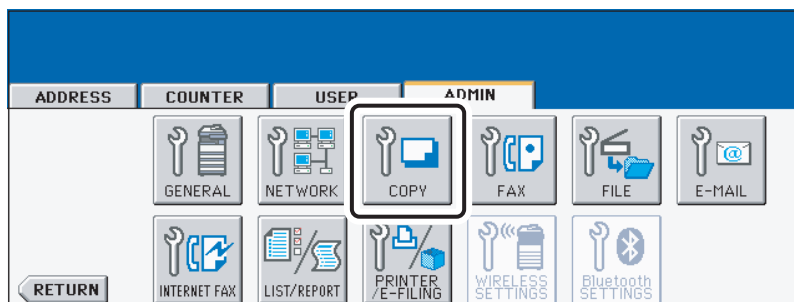 ADDRESS COUNTER USER ADMIN
GENERAL NETWORK COPY FAX FILE E-MAIL
INTERNET FAX LIST/REPORT PRINTER
/E-FILING WIRELESS
SETTINGS Bluetooth
SETTINGS
RETURN